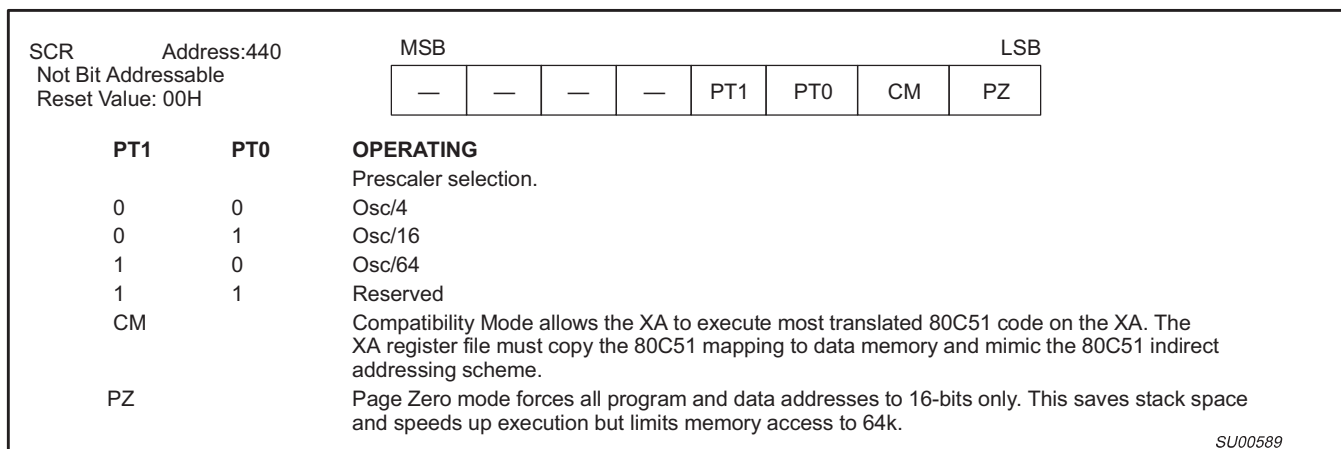 SCR Address:440 MSB LSB
Not Bit Addressable
Reset Value: 00H — — — — PT1 PT0 CM PZ
PT1 PT0 OPERATING
Prescaler selection.
0 0 Osc/4
0 1 Osc/16
1 0 Osc/64
1 1 Reserved
CM Compatibility Mode allows the XA to execute most translated 80C51 code on the XA. The
XA register file must copy the 80C51 mapping to data memory and mimic the 80C51 indirect
addressing scheme.
PZ Page Zero mode forces all program and data addresses to 16-bits only. This saves stack space
and speeds up execution but limits memory access to 64k.
SU00589